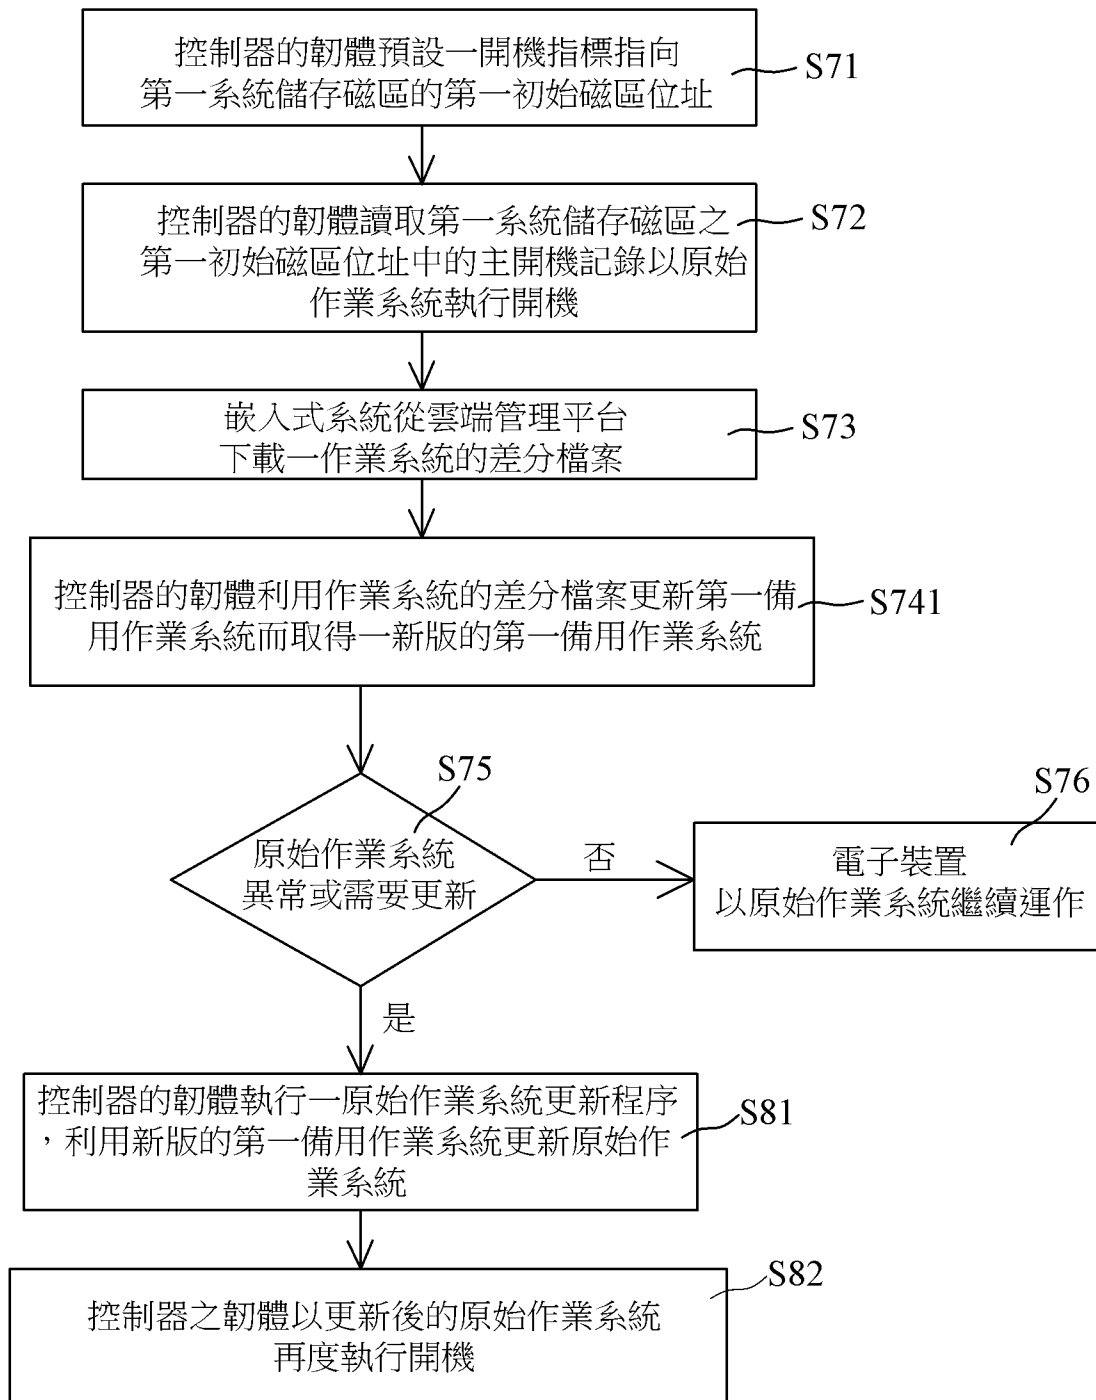 控制器的韌體預設一開機指標指向
第一系統儲存磁區的第一初始磁區位址
S71
控制器的韌體讀取第一系統儲存磁區之
第一初始磁區位址中的主開機記錄以原始
作業系統執行開機
S72
嵌入式系統從雲端管理平台
下載一作業系統的差分檔案
S73
控制器的韌體利用作業系統的差分檔案更新第一備
用作業系統而取得一新版的第一備用作業系統
S741
S75
原始作業系統
異常或需要更新
否
S76
電子裝置
以原始作業系統繼續運作
是
控制器的韌體執行一原始作業系統更新程序
，利用新版的第一備用作業系統更新原始作
業系統
S81
S82
控制器之韌體以更新後的原始作業系統
再度執行開機